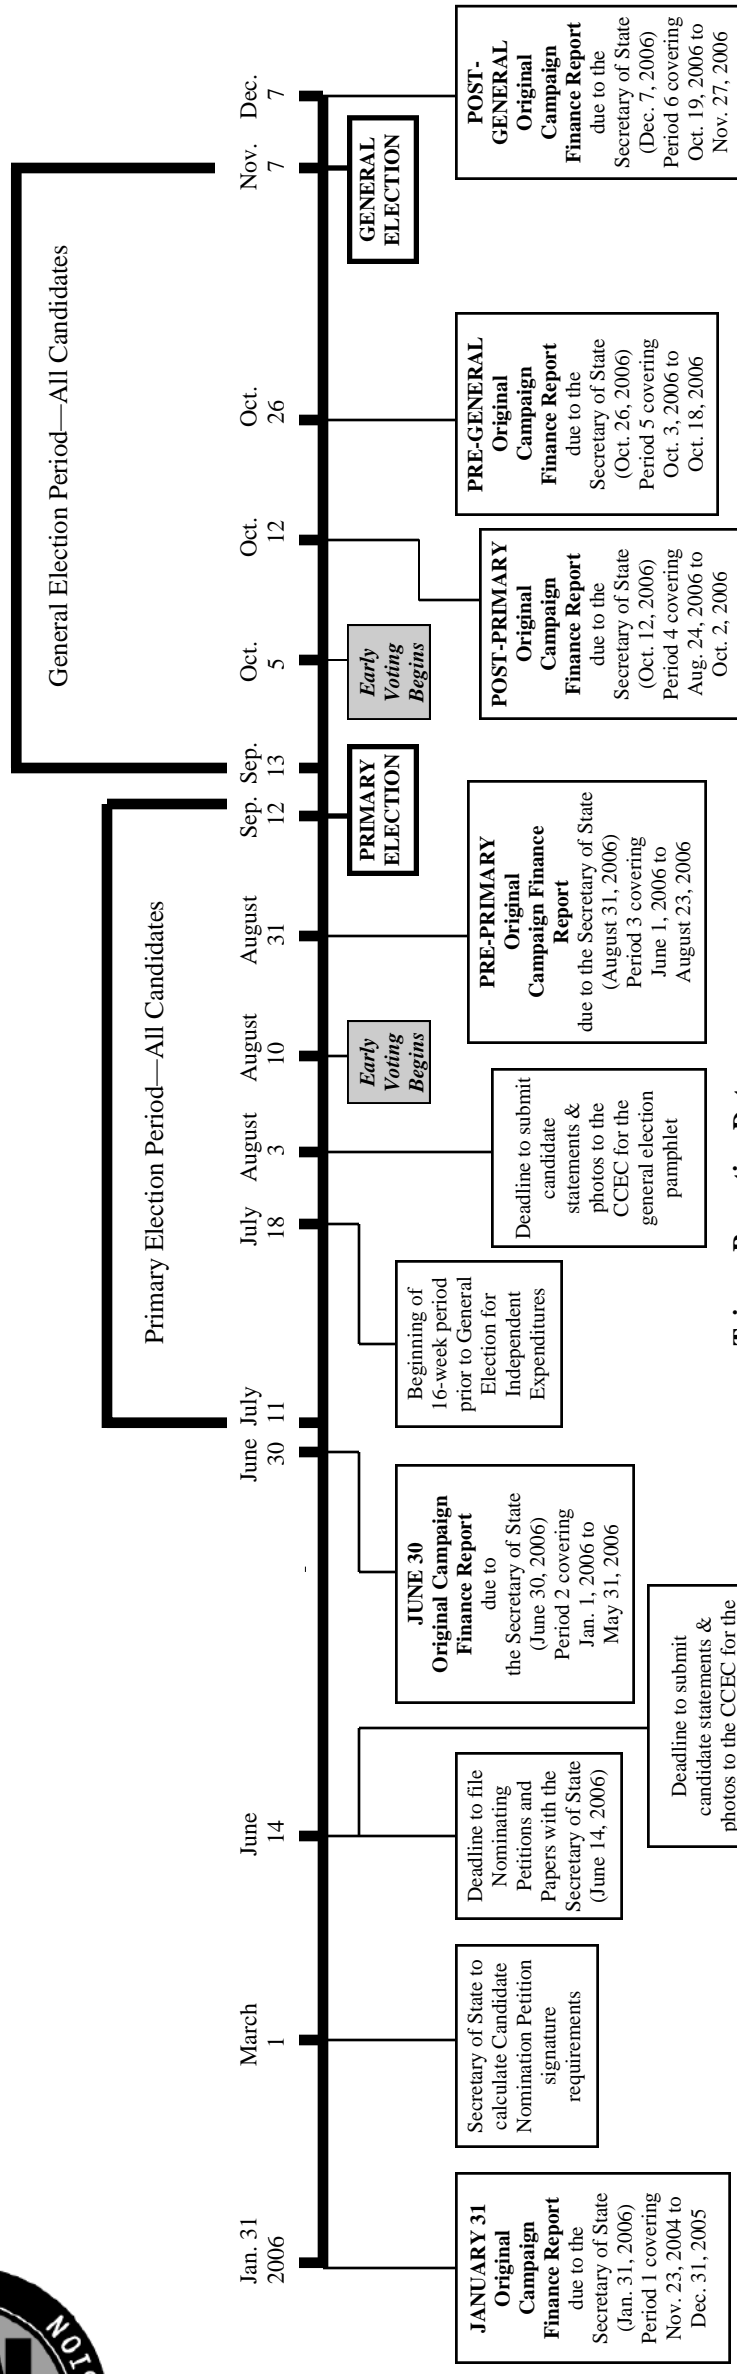 General Election Period—All Candidates
Primary Election Period—All Candidates
Jan. 31
2006
March
1
June
14
June
30
July
11
July
18
August
3
August
10
August
31
Sep.
12
Sep.
13
Oct.
5
Oct.
12
Oct.
26
Nov.
7
Dec.
7
JANUARY 31
Original
Campaign
Finance Report
due to the
Secretary of State
(Jan. 31, 2006)
Period 1 covering
Nov. 23, 2004 to
Dec. 31, 2005
Secretary of State to
calculate Candidate
Nomination Petition
signature
requirements
Deadline to file
Nominating
Petitions and
Papers with the
Secretary of State
(June 14, 2006)
Deadline to submit
candidate statements &
photos to the CCEC for the
JUNE 30
Original Campaign
Finance Report
due to
the Secretary of State
(June 30, 2006)
Period 2 covering
Jan. 1, 2006 to
May 31, 2006
Beginning of
16-week period
prior to General
Election for
Independent
Expenditures
Deadline to submit
candidate
statements &
photos to the
CCEC for the
general election
pamphlet
Early
Voting
Begins
PRE-PRIMARY
Original
Campaign Finance
Report
due to the Secretary of State
(August 31, 2006)
Period 3 covering
June 1, 2006 to
August 23, 2006
PRIMARY
ELECTION
Early
Voting
Begins
POST-PRIMARY
Original
Campaign
Finance Report
due to the
Secretary of State
(Oct. 12, 2006)
Period 4 covering
Aug. 24, 2006 to
Oct. 2, 2006
PRE-GENERAL
Original
Campaign
Finance Report
due to the
Secretary of State
(Oct. 26, 2006)
Period 5 covering
Oct. 3, 2006 to
Oct. 18, 2006
GENERAL
ELECTION
POST-
GENERAL
Original
Campaign
Finance Report
due to the
Secretary of State
(Dec. 7, 2006)
Period 6 covering
Oct. 19, 2006 to
Nov. 27, 2006